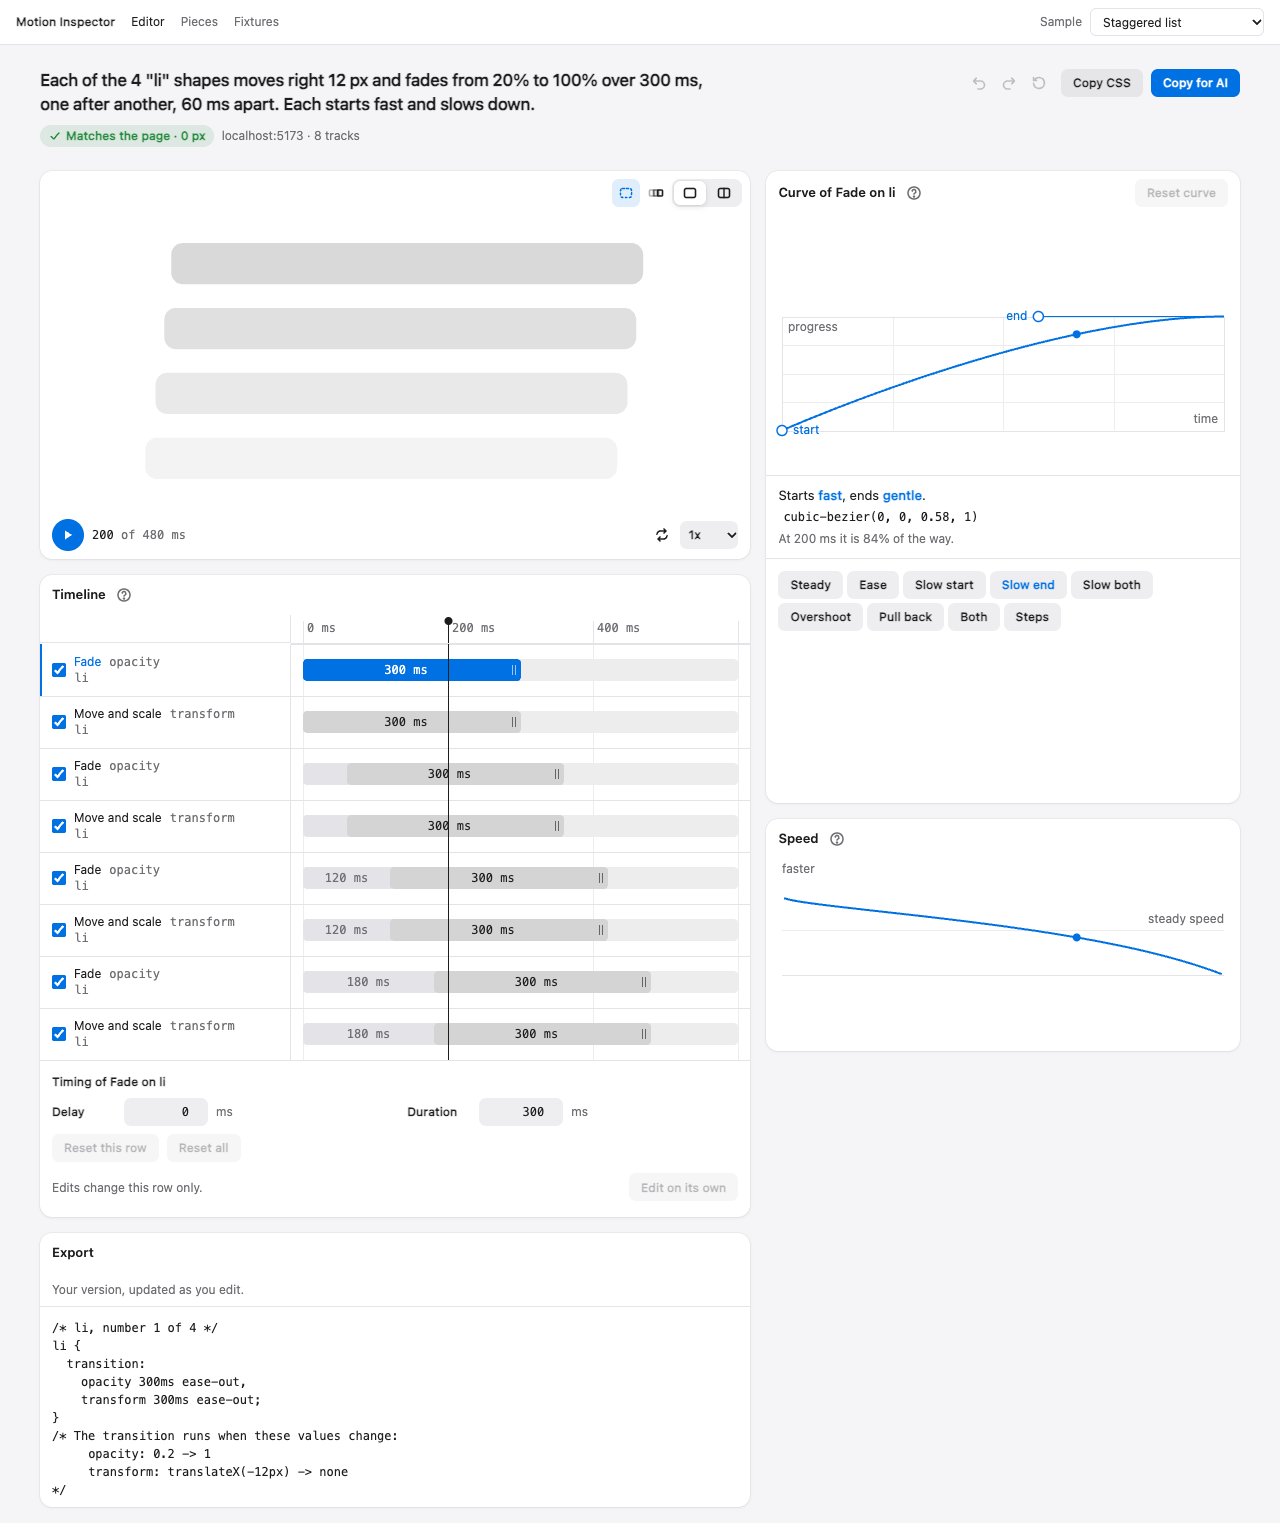 Motion Inspector Editor Pieces Fixtures Sample Staggered list
Each of the 4 "li" shapes moves right 12 px and fades from 20% to 100% over 300 ms,
one after another, 60 ms apart. Each starts fast and slows down.
Copy CSS Copy for AI
Matches the page · 0 px localhost:5173 · 8 tracks
200 of 480 ms 1x
Curve of Fade on li Reset curve
end
progress
time
start
Starts fast, ends gentle.
cubic-bezier(0, 0, 0.58, 1)
At 200 ms it is 84% of the way.
Steady Ease Slow start Slow end Slow both
Overshoot Pull back Both Steps
Timeline
0 ms 200 ms 400 ms
Fade opacity
li
300 ms
Move and scale transform
li
300 ms
Fade opacity
li
300 ms
Move and scale transform
li
300 ms
Fade opacity
li
120 ms 300 ms
Move and scale transform
li
120 ms 300 ms
Fade opacity
li
180 ms 300 ms
Move and scale transform
li
180 ms 300 ms
Timing of Fade on li
Delay 0 ms Duration 300 ms
Reset this row Reset all
Edits change this row only. Edit on its own
Speed
faster
steady speed
Export
Your version, updated as you edit.
/* li, number 1 of 4 */
li {
transition:
opacity 300ms ease-out,
transform 300ms ease-out;
}
/* The transition runs when these values change:
opacity: 0.2 -> 1
transform: translateX(-12px) -> none
*/